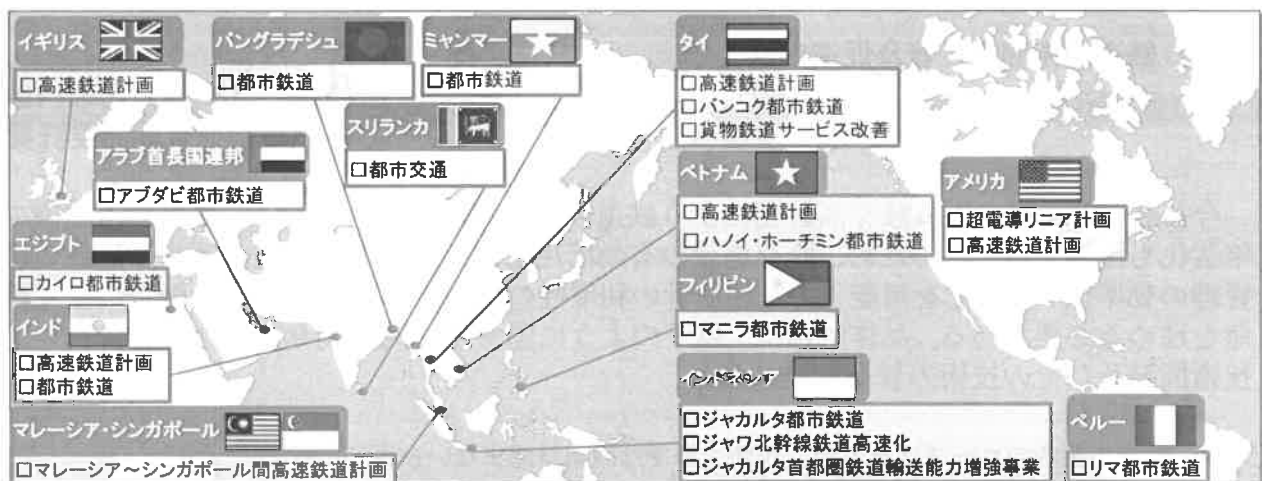 イギリス
□高速鉄道計画
バングラデシュ
□都市鉄道
ミャンマー
□都市鉄道
タイ
□高速鉄道計画
□バンコク都市鉄道
□貨物鉄道サービス改善
スリランカ
□都市交通
アラブ首長国連邦
□アブダビ都市鉄道
ベトナム
□高速鉄道計画
□ハノイ・ホーチミン都市鉄道
アメリカ
□超電導リニア計画
□高速鉄道計画
エジプト
□カイロ都市鉄道
フィリピン
□マニラ都市鉄道
インド
□高速鉄道計画
□都市鉄道
□ジャカルタ都市鉄道
□ジャワ北幹線鉄道高速化
□ジャカルタ首都圏鉄道輸送能力増強事業
マレーシア・シンガポール
□マレーシア～シンガポール間高速鉄道計画
ペルー
□リマ都市鉄道